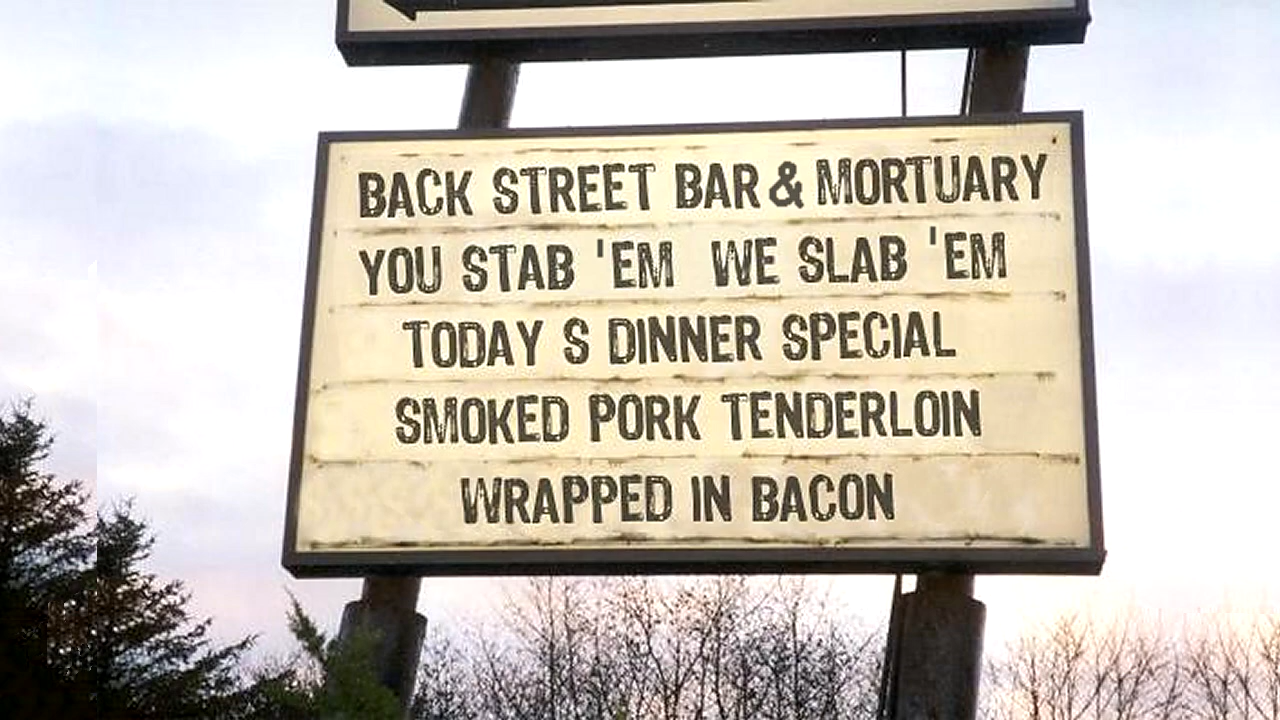 BACK STREET BAR & MORTUARY
YOU STAB 'EM WE SLAB 'EM
TODAY S DINNER SPECIAL
SMOKED PORK TENDERLOIN
WRAPPED IN BACON